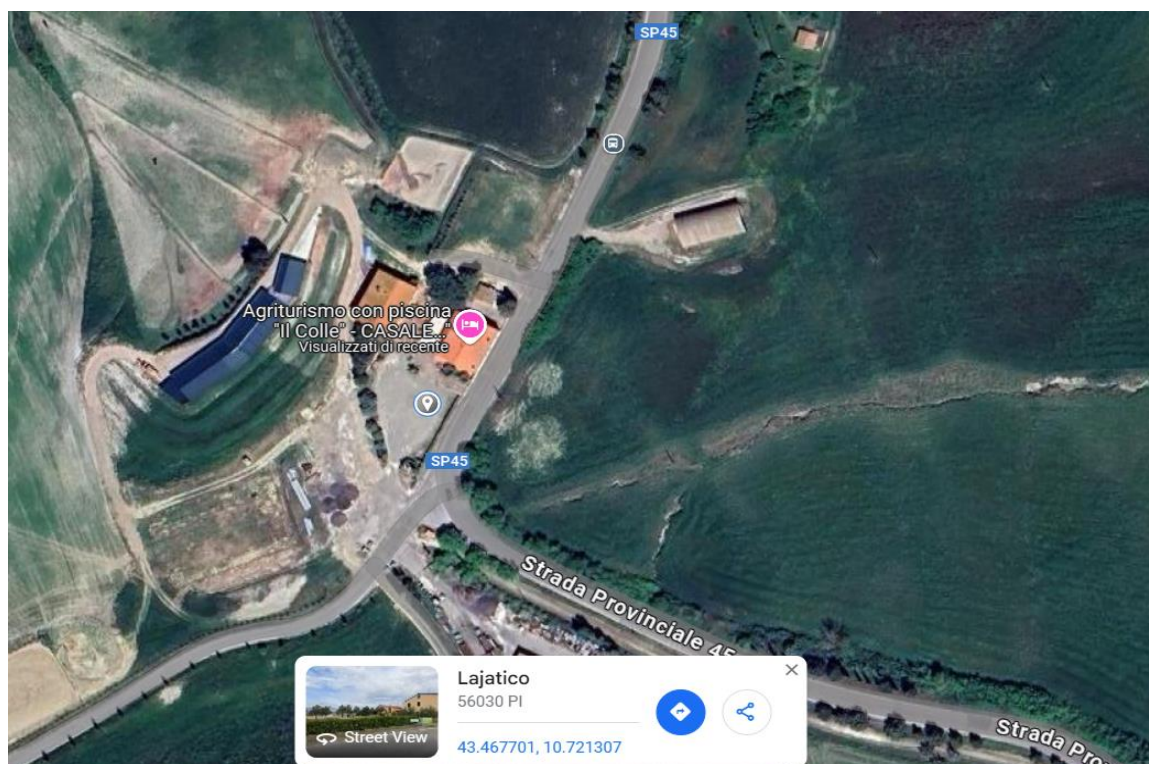 SP45
Agriturismo con piscina
"Il Colle" - CASALE..."
Visualizzati di recente
SP45
Strada Provinciale 45
Strada Pro
Lajatico
56030 PI
Street View
43.467701, 10.721307